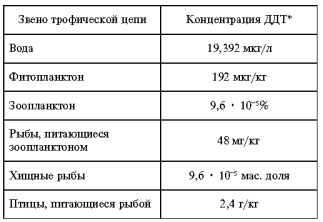 Звено трофической цепи
Концентрация ДДТ*
Вода
19,392 мкг/л
Фитопланктон
192 мкг/кг
Зоопланктон
9,6 · 10⁻⁵%
Рыбы, питающиеся
зоопланктоном
48 мг/кг
Хищные рыбы
9,6 · 10⁻⁵ мас. доля
Птицы, питающиеся рыбой
2,4 г/кг